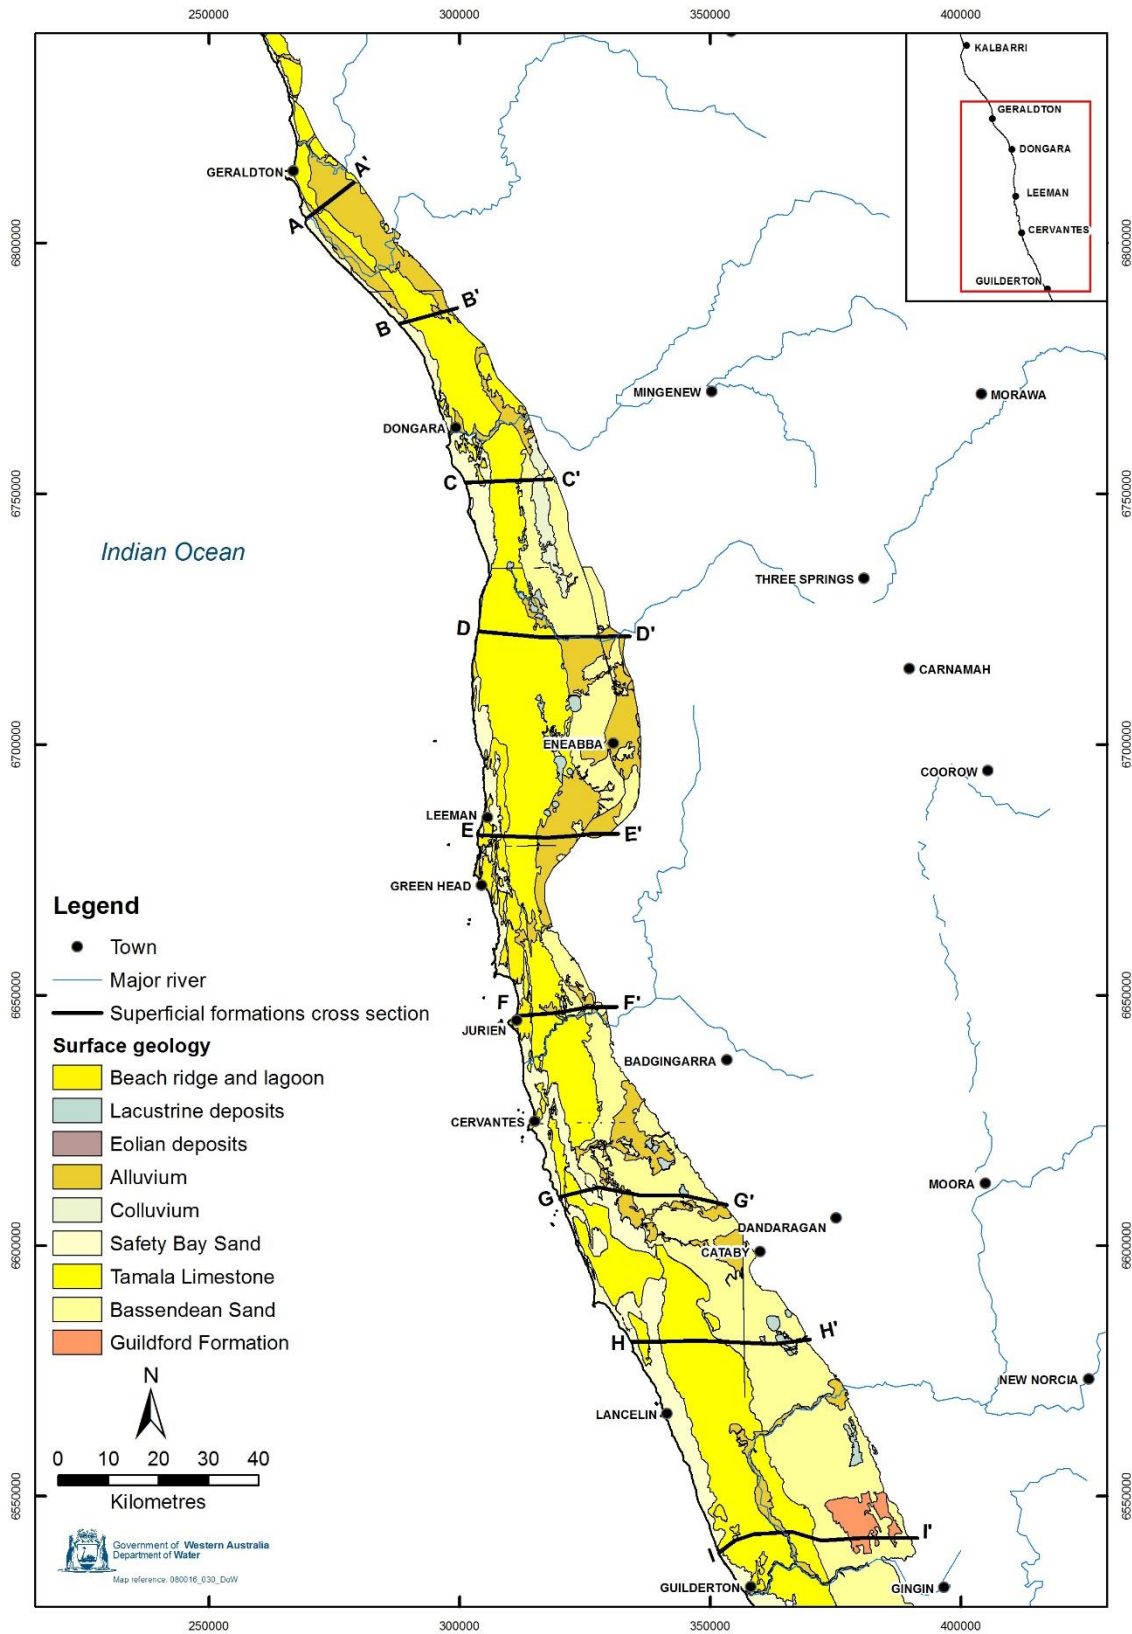 250000 300000 350000 400000
KALBARRI
GERALDTON
DONGARA
LEEMAN
CERVANTES
GUILDERTON
6800000 6800000
GERALDTON
A A'
B B'
MINGENEW
MORAWA
DONGARA
C C'
6750000 6750000
Indian Ocean
THREE SPRINGS
D D'
CARNAMAH
6700000 6700000
ENEABBA
COOROW
LEEMAN
E E'
GREEN HEAD
F F'
JURIEN
6650000 6650000
BADGINGARRA
CERVANTES
MOORA
G G'
DANDARAGAN
CATABY
6600000 6600000
H H'
NEW NORCIA
LANCELIN
6550000 6550000
I I'
GUILDERTON
GINGIN
Legend
Town
Major river
Superficial formations cross section
Surface geology
Beach ridge and lagoon
Lacustrine deposits
Eolian deposits
Alluvium
Colluvium
Safety Bay Sand
Tamala Limestone
Bassendean Sand
Guildford Formation
N
0 10 20 30 40
Kilometres
Government of Western Australia
Department of Water
Map reference: 080016_030_DoW
250000 300000 350000 400000